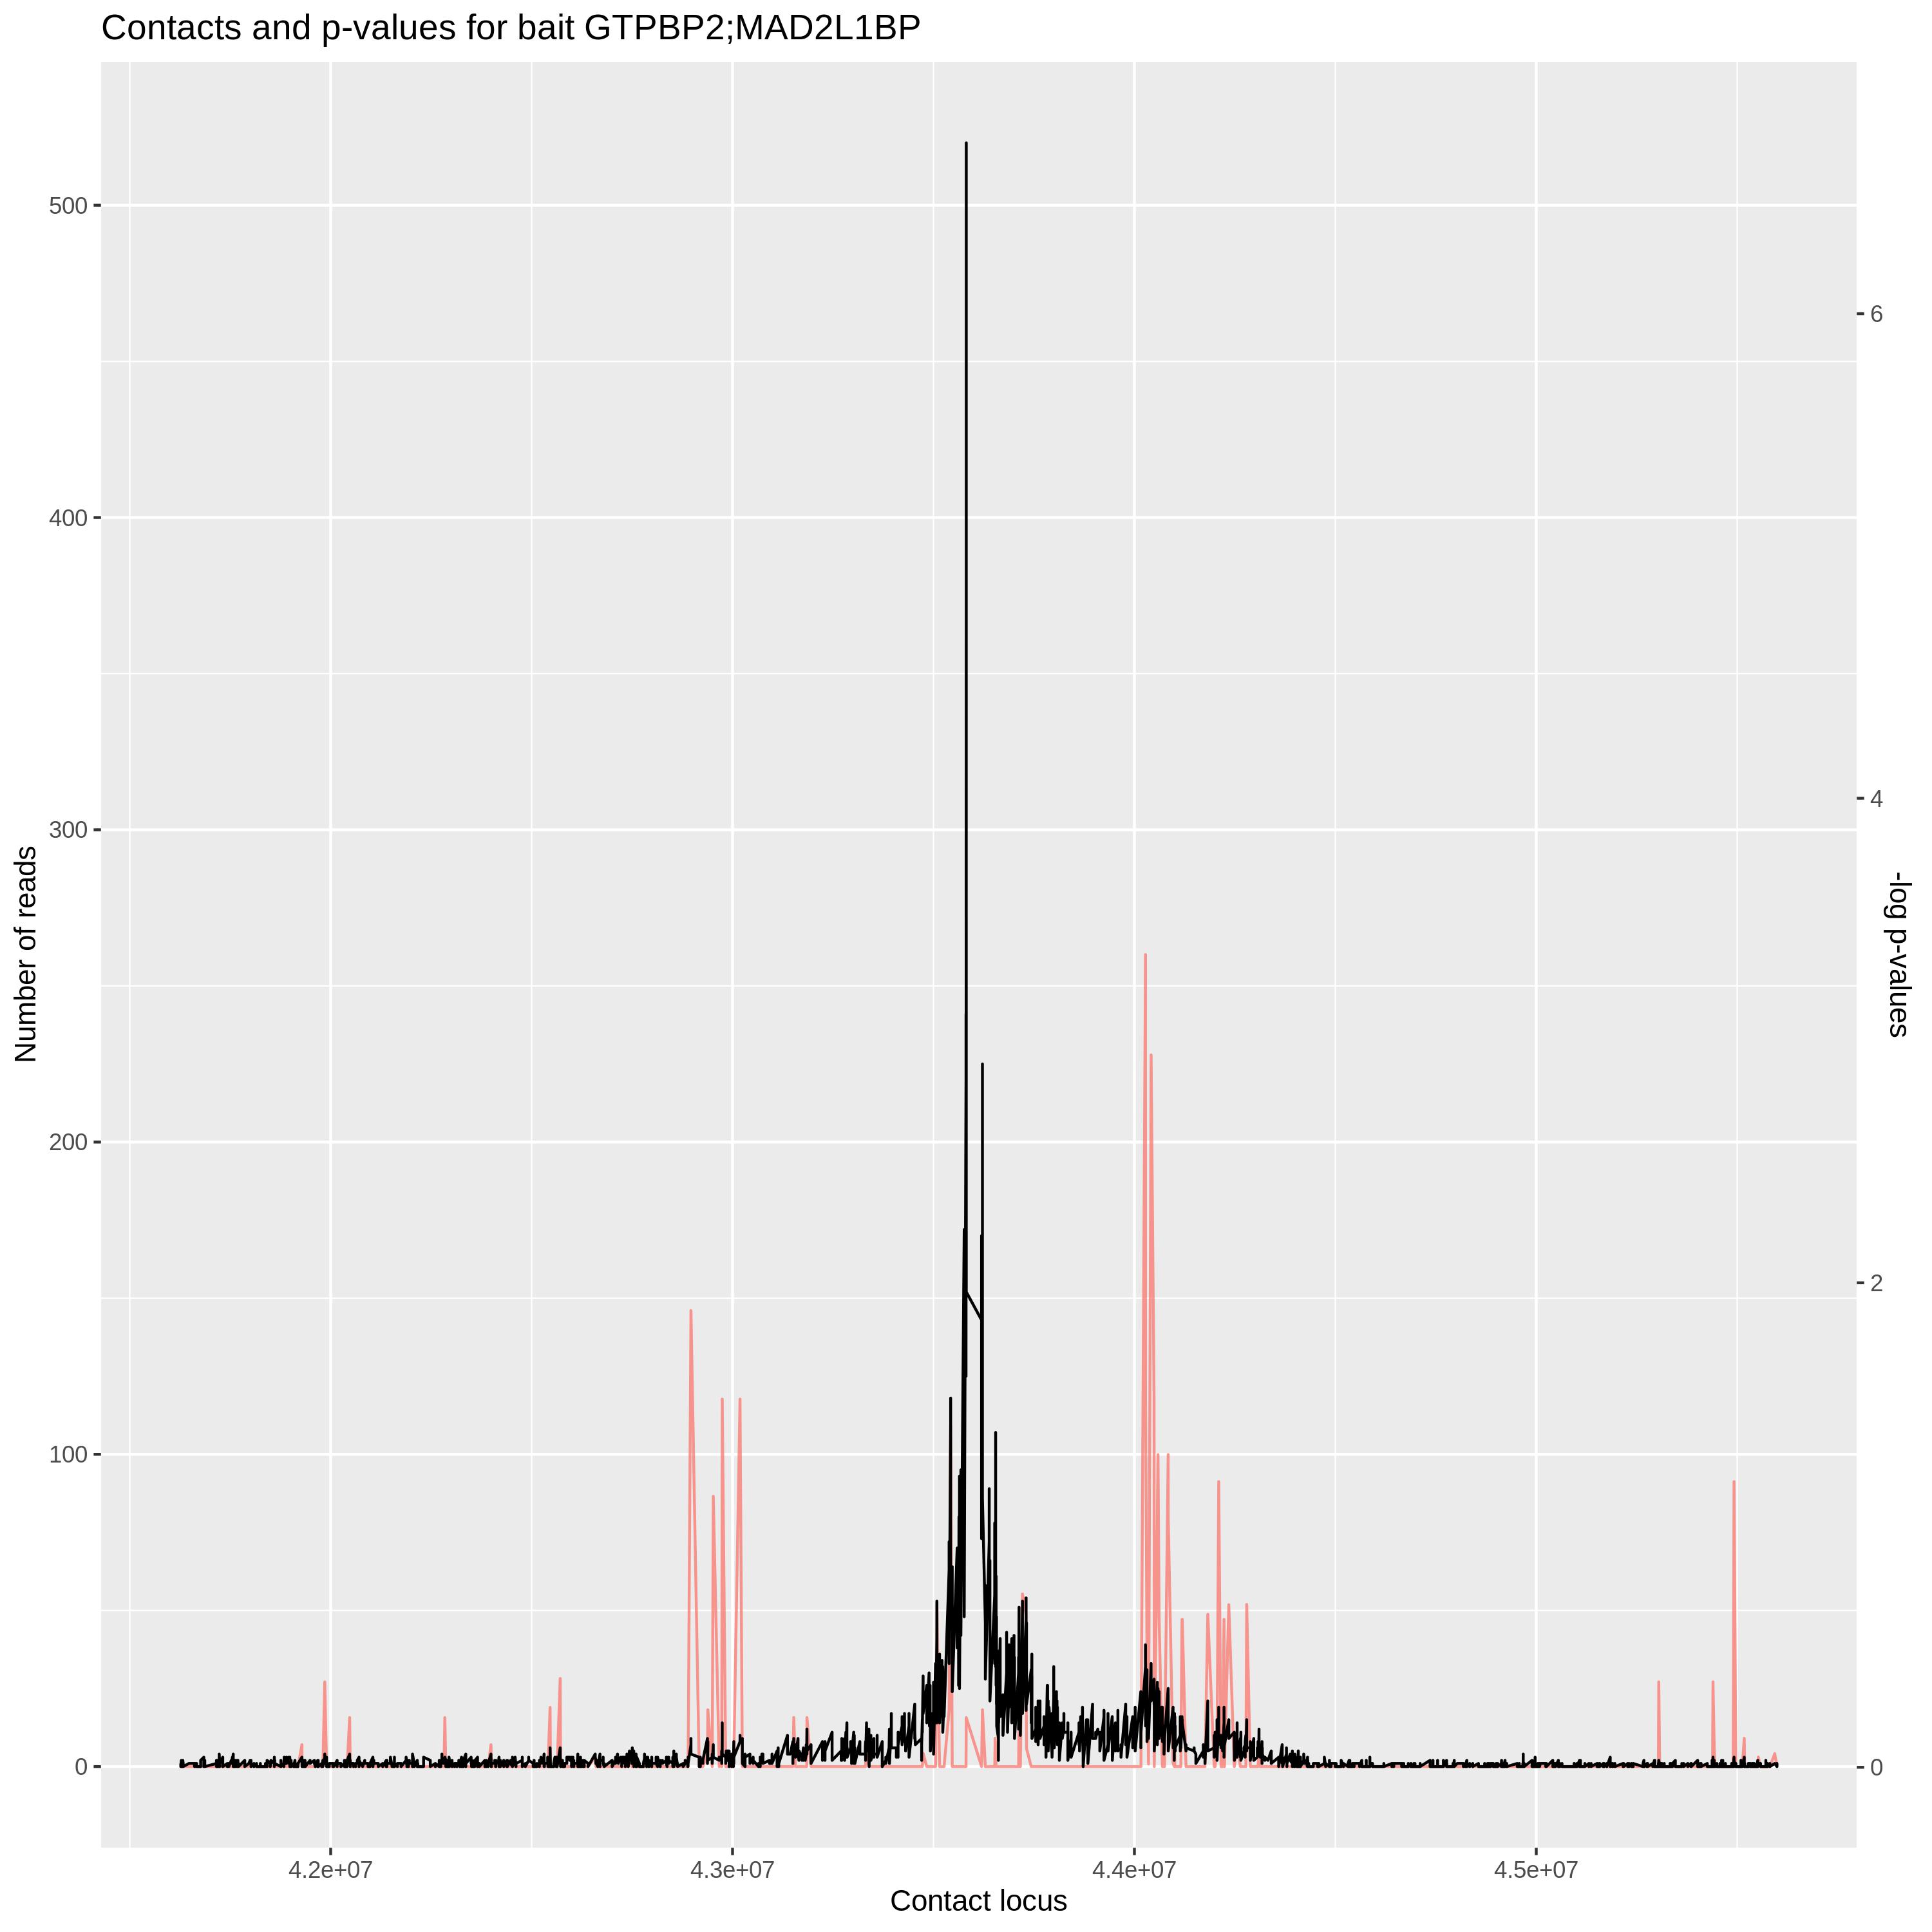 Contacts and p-values for bait GTPBP2;MAD2L1BP
Number of reads
500
400
300
200
100
0
6
4
2
0
-log p-values
4.2e+07
4.3e+07
4.4e+07
4.5e+07
Contact locus